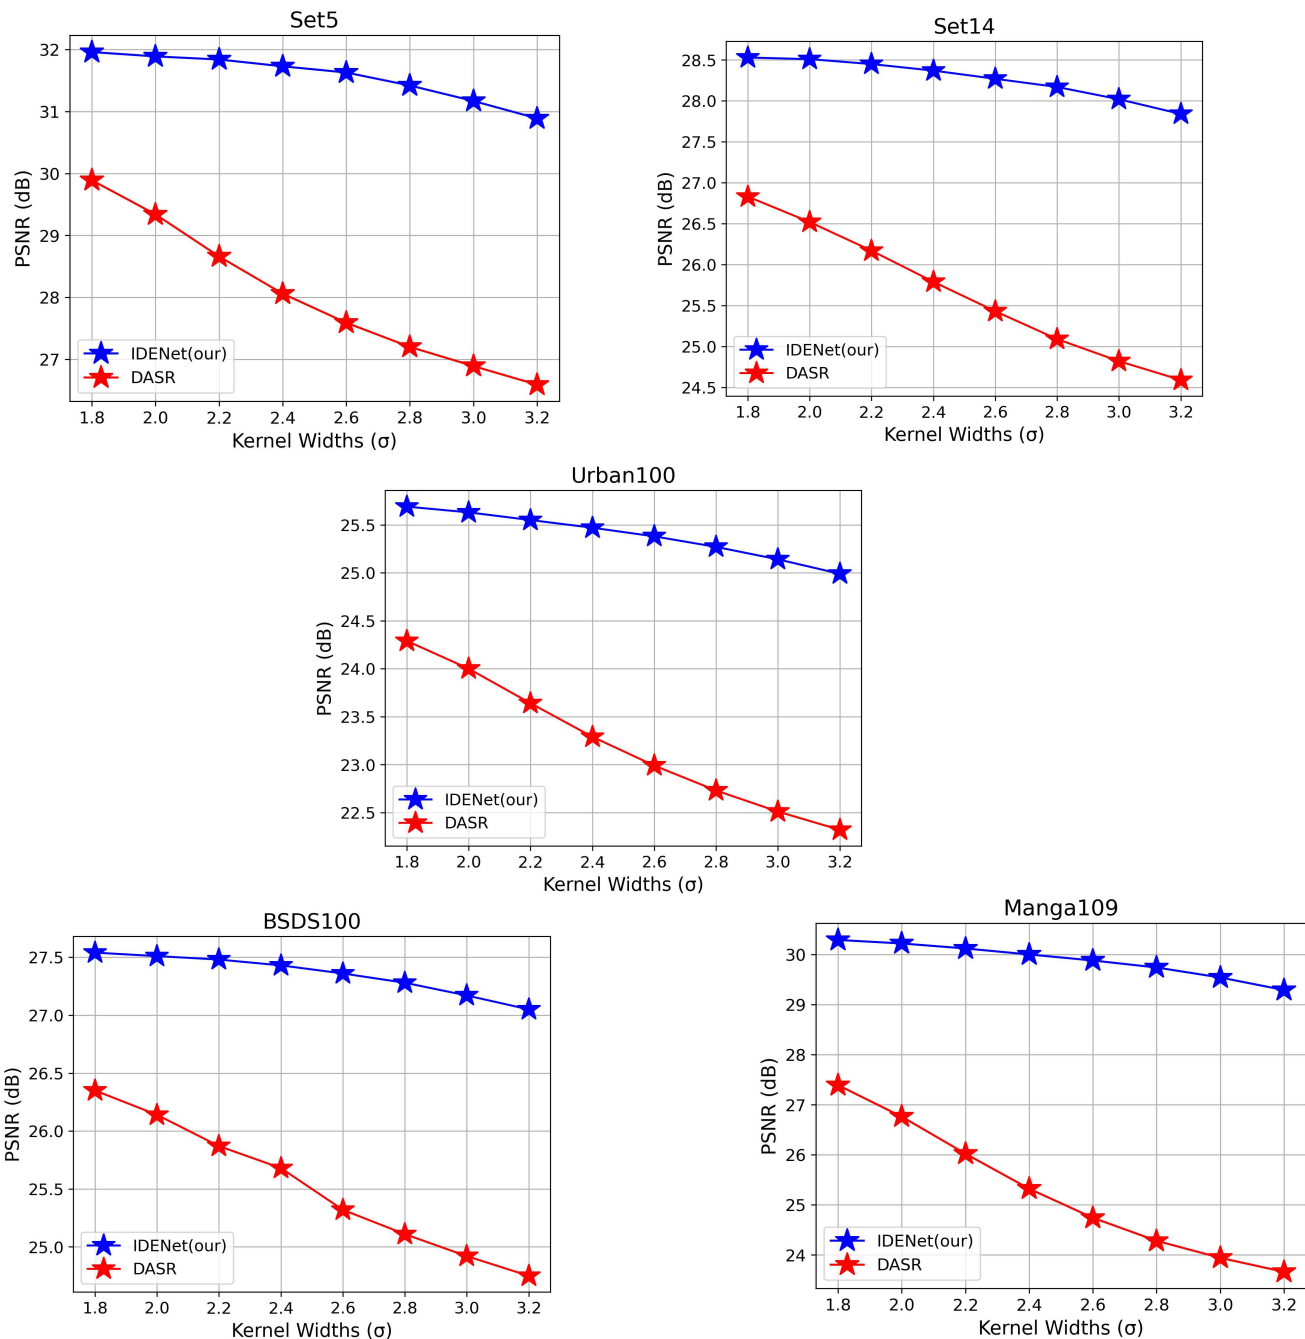 Set5
32
31
30
29
28
27
PSNR (dB)
IDENet(our)
DASR
1.8 2.0 2.2 2.4 2.6 2.8 3.0 3.2
Kernel Widths (σ)
Set14
28.5
28.0
27.5
27.0
26.5
26.0
25.5
25.0
24.5
PSNR (dB)
IDENet(our)
DASR
1.8 2.0 2.2 2.4 2.6 2.8 3.0 3.2
Kernel Widths (σ)
Urban100
25.5
25.0
24.5
24.0
23.5
23.0
22.5
PSNR (dB)
IDENet(our)
DASR
1.8 2.0 2.2 2.4 2.6 2.8 3.0 3.2
Kernel Widths (σ)
BSDS100
27.5
27.0
26.5
26.0
25.5
25.0
PSNR (dB)
IDENet(our)
DASR
1.8 2.0 2.2 2.4 2.6 2.8 3.0 3.2
Kernel Widths (σ)
Manga109
30
29
28
27
26
25
24
PSNR (dB)
IDENet(our)
DASR
1.8 2.0 2.2 2.4 2.6 2.8 3.0 3.2
Kernel Widths (σ)